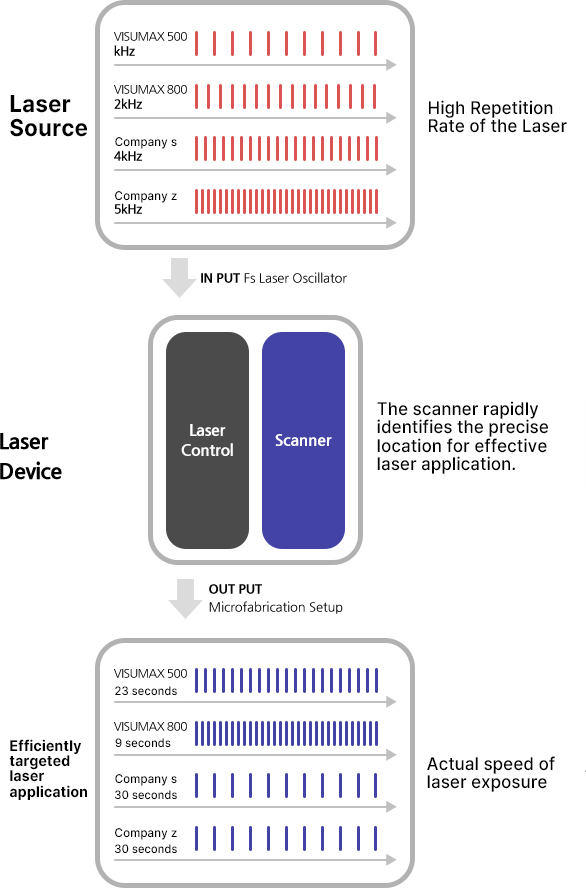 VISUMAX 500
kHz
VISUMAX 800
2kHz
Laser
Source
Company s
4kHz
Company z
5kHz
High Repetition
Rate of the Laser
IN PUT Fs Laser Oscillator
Laser
Device
Laser
Control
Scanner
The scanner rapidly
identifies the precise
location for effective
laser application.
OUT PUT
Microfabrication Setup
VISUMAX 500
23 seconds
VISUMAX 800
9 seconds
Efficiently
targeted
laser
application
Company s
30 seconds
Company z
30 seconds
Actual speed of
laser exposure